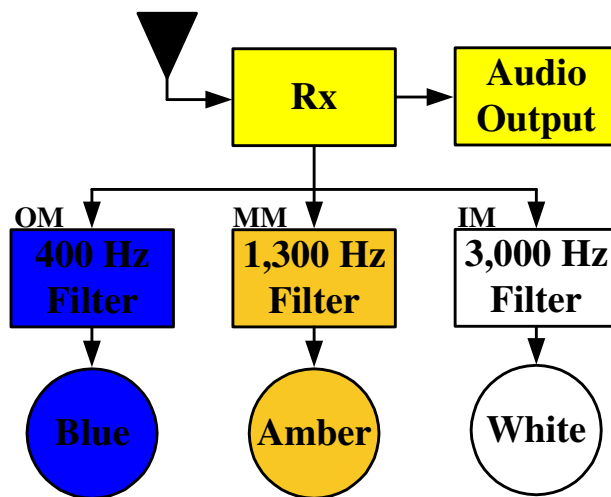 Rx
Audio
Output
OM
400 Hz
Filter
MM
1,300 Hz
Filter
IM
3,000 Hz
Filter
Blue
Amber
White